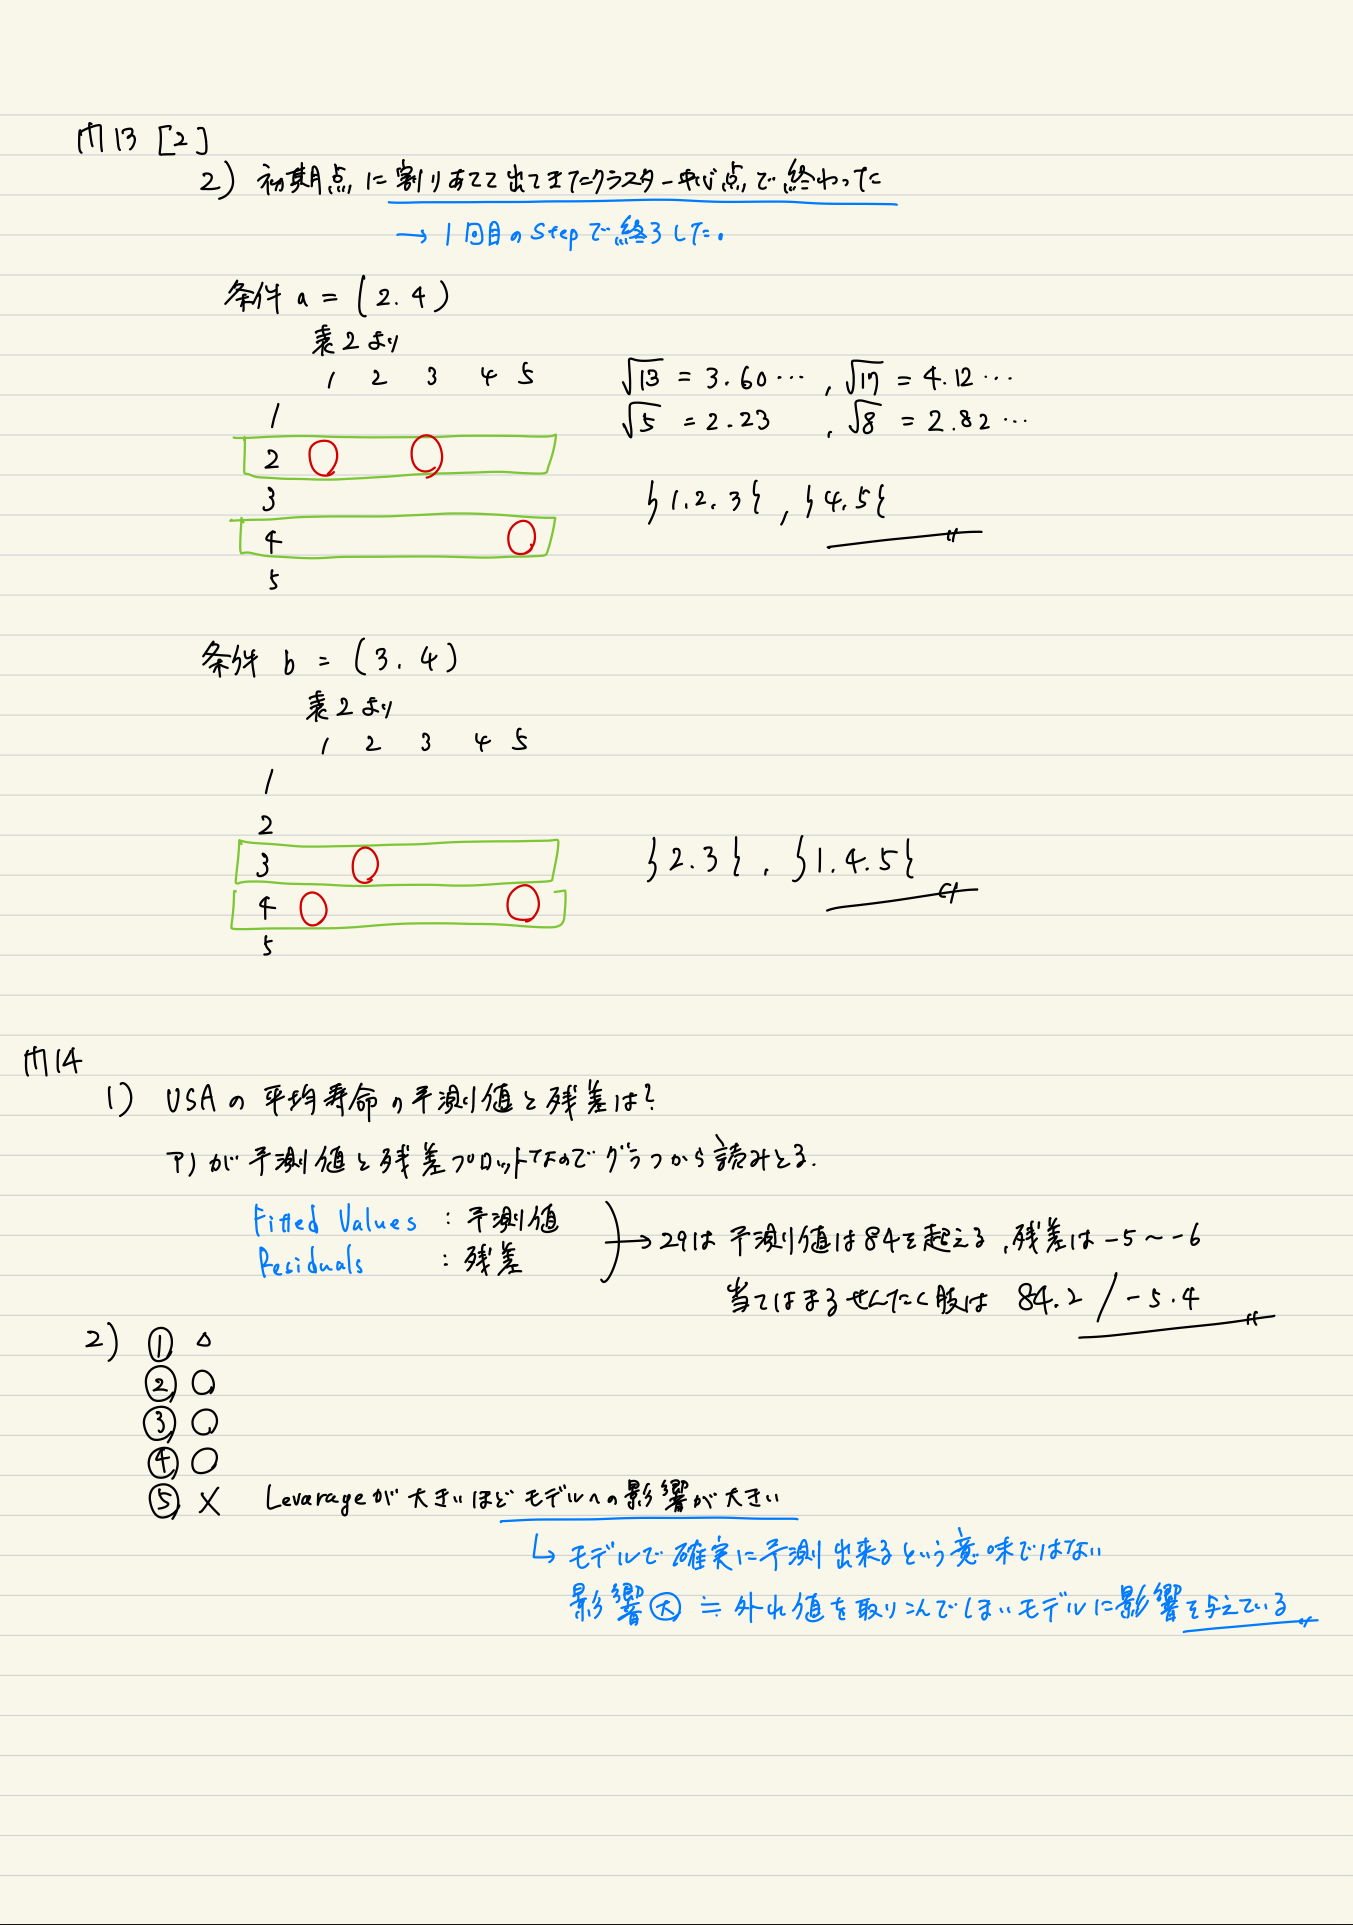 問13 [2]
2) 初期点に割りあてて出てきたクラスター中心点で終わった
→ 1回目のStepで終了した。
条件 a = (2.4)
表2より
1 2 3 4 5
1
2 ○ ○
3
4 ○
5
√13 = 3.60… , √17 = 4.12…
√5 = 2.23 , √8 = 2.82…
{1.2.3} , {4.5}
条件 b = (3.4)
表2より
1 2 3 4 5
1
2
3 ○
4 ○ ○
5
{2.3} , {1.4.5}
問14
1) USAの平均寿命の予測値と残差は?
ア)が予測値と残差プロットなのでグラフから読みとる.
Fitted Values : 予測値
Residuals : 残差
→ 29は予測値は84を起える,残差は-5~-6
当てはまるせんたく肢は 84.2 / -5.4
2) ① △
② ○
③ ○
④ ○
⑤ × Levarageが大きいほどモデルへの影響が大きい
↳ モデルで確実に予測出来るという意味ではない
影響大 ≒ 外れ値を取りこんでしまいモデルに影響を与えている